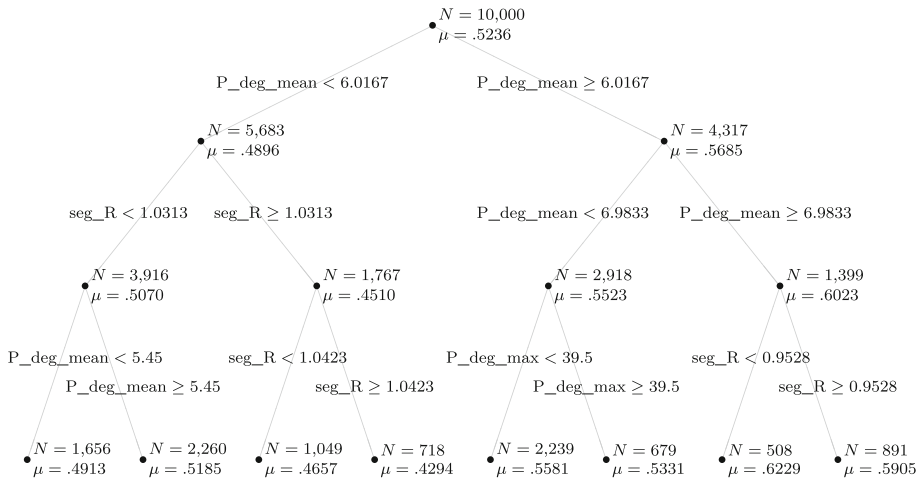 N = 10,000
μ = .5236
P_deg_mean < 6.0167
P_deg_mean ≥ 6.0167
N = 5,683
μ = .4896
N = 4,317
μ = .5685
seg_R < 1.0313
seg_R ≥ 1.0313
P_deg_mean < 6.9833
P_deg_mean ≥ 6.9833
N = 3,916
μ = .5070
N = 1,767
μ = .4510
N = 2,918
μ = .5523
N = 1,399
μ = .6023
P_deg_mean < 5.45
P_deg_mean ≥ 5.45
seg_R < 1.0423
seg_R ≥ 1.0423
P_deg_max < 39.5
P_deg_max ≥ 39.5
seg_R < 0.9528
seg_R ≥ 0.9528
N = 1,656
μ = .4913
N = 2,260
μ = .5185
N = 1,049
μ = .4657
N = 718
μ = .4294
N = 2,239
μ = .5581
N = 679
μ = .5331
N = 508
μ = .6229
N = 891
μ = .5905